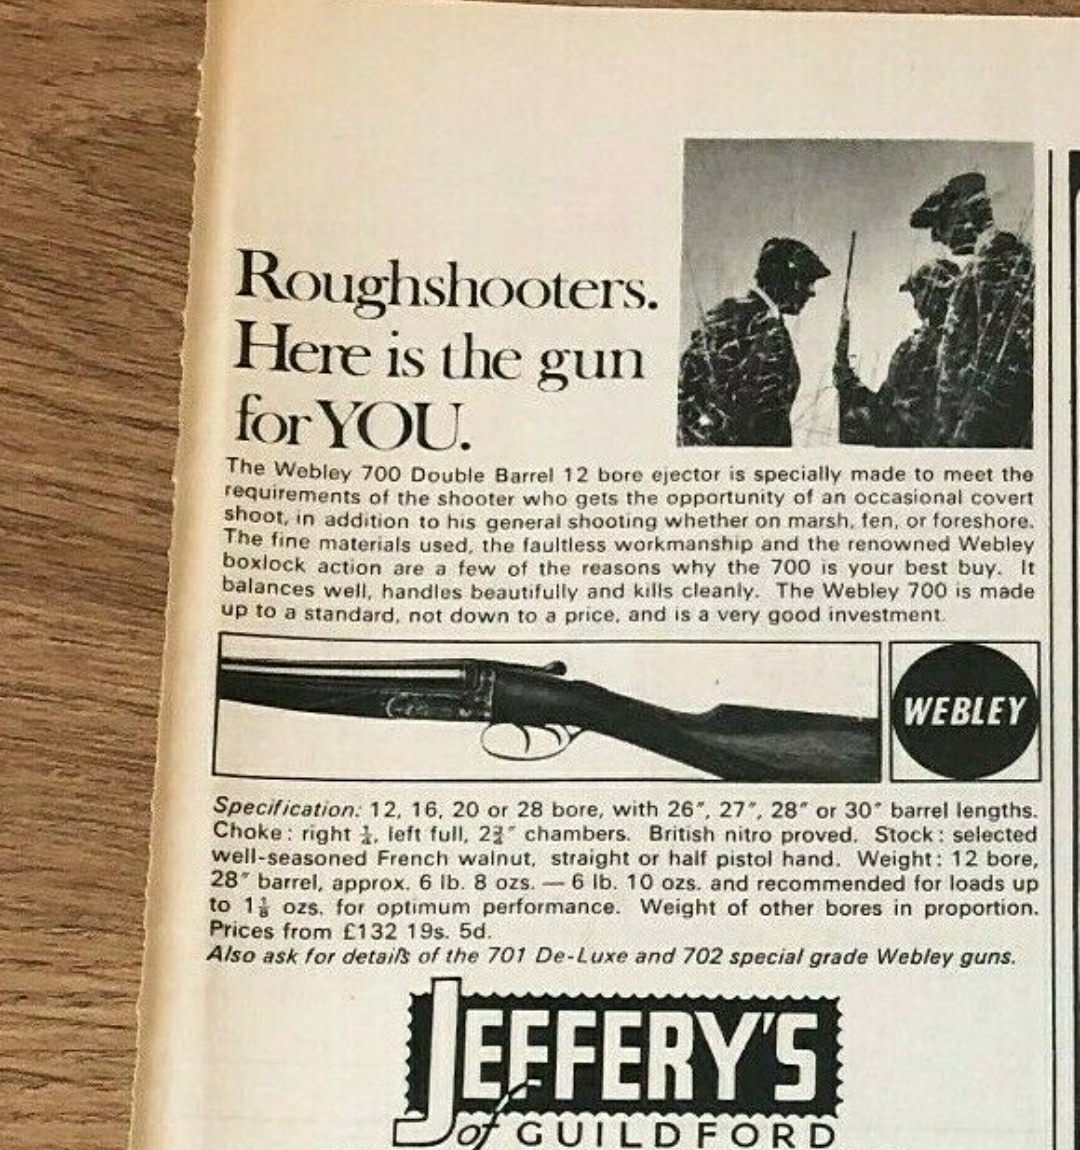 Roughshooters.
Here is the gun
for YOU.
The Webley 700 Double Barrel 12 bore ejector is specially made to meet the
requirements of the shooter who gets the opportunity of an occasional covert
shoot, in addition to his general shooting whether on marsh, fen, or foreshore.
The fine materials used, the faultless workmanship and the renowned Webley
boxlock action are a few of the reasons why the 700 is your best buy. It
balances well, handles beautifully and kills cleanly. The Webley 700 is made
up to a standard, not down to a price, and is a very good investment.
WEBLEY
Specification: 12, 16, 20 or 28 bore, with 26″, 27″, 28″ or 30″ barrel lengths.
Choke: right ¼, left full, 2¾″ chambers. British nitro proved. Stock: selected
well-seasoned French walnut, straight or half pistol hand. Weight: 12 bore,
28″ barrel, approx. 6 lb. 8 ozs. — 6 lb. 10 ozs. and recommended for loads up
to 1⅛ ozs. for optimum performance. Weight of other bores in proportion.
Prices from £132 19s. 5d.
Also ask for details of the 701 De-Luxe and 702 special grade Webley guns.
JEFFERY'S
of GUILDFORD